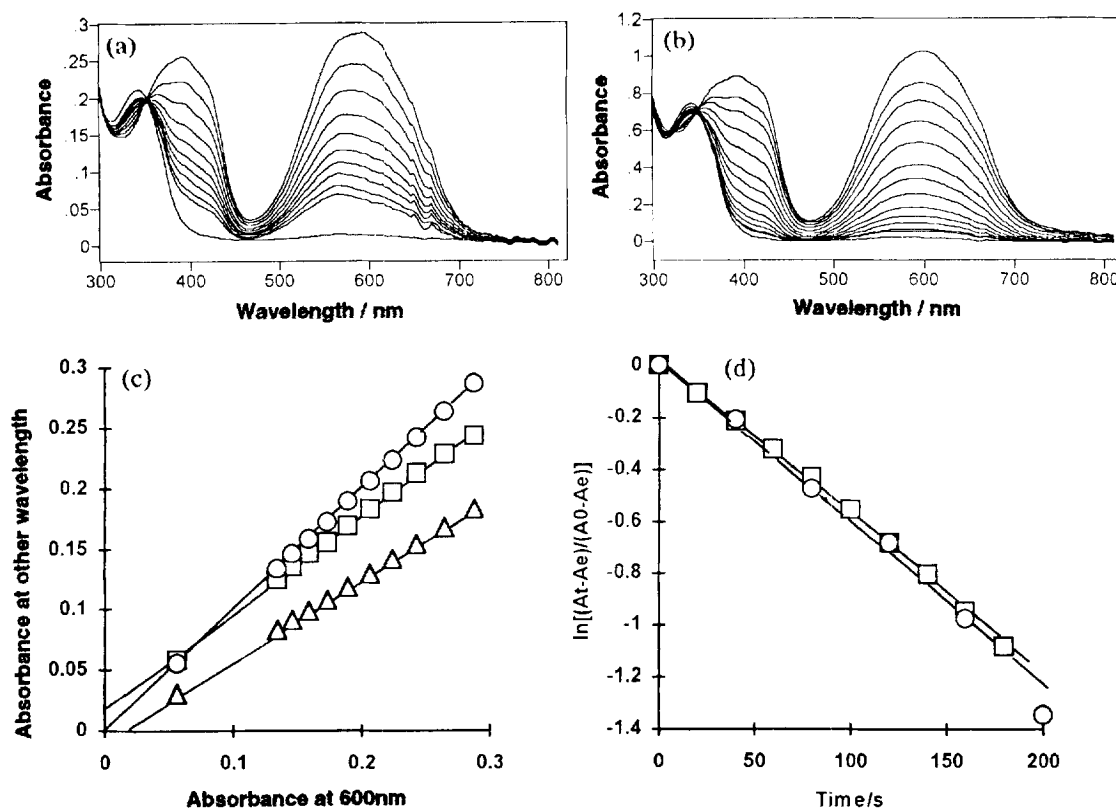 (a)
.3
.25
.2
.15
.1
.05
0
Absorbance
300 400 500 600 700 800
Wavelength / nm
(b)
1.2
1
.8
.6
.4
.2
0
Absorbance
300 400 500 600 700 800
Wavelength / nm
(c)
0.3
0.25
0.2
0.15
0.1
0.05
0
Absorbance at other wavelength
0 0.1 0.2 0.3
Absorbance at 600nm
(d)
0
-0.2
-0.4
-0.6
-0.8
-1
-1.2
-1.4
ln[(At-Ae)/(A0-Ae)]
0 50 100 150 200
Time/s